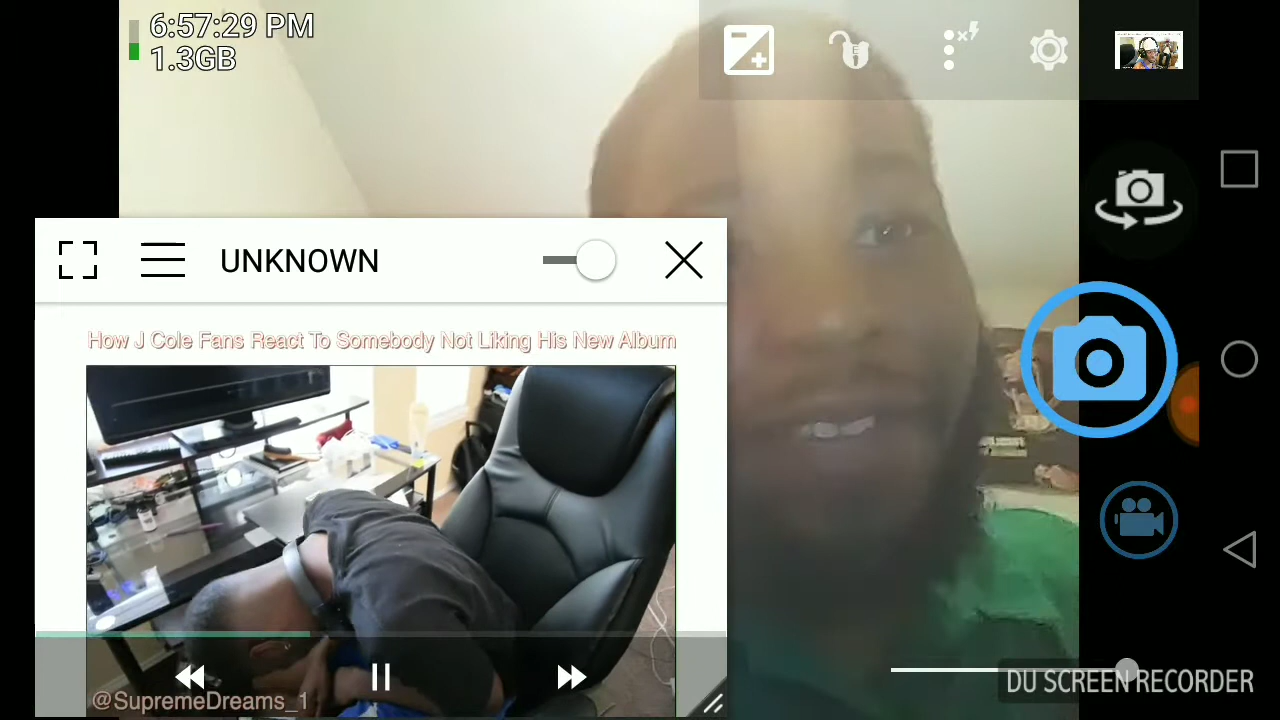 6:57:29 PM
1.3GB
UNKNOWN
How J Cole Fans React To Somebody Not Liking His New Album
@SupremeDreams_1
DU SCREEN RECORDER